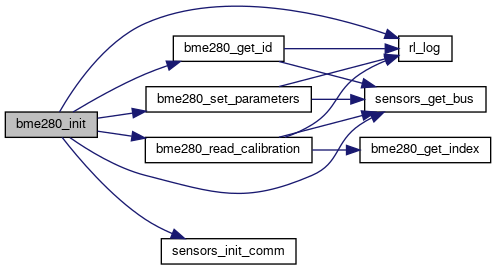 bme280_init
bme280_get_id
bme280_set_parameters
bme280_read_calibration
sensors_init_comm
rl_log
sensors_get_bus
bme280_get_index